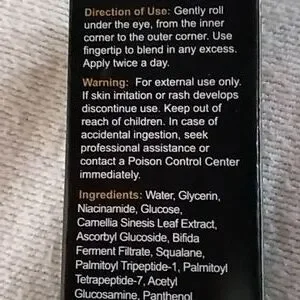 Direction of Use: Gently roll
under the eye, from the inner
corner to the outer corner. Use
fingertip to blend in any excess.
Apply twice a day.
Warning: For external use only.
If skin irritation or rash develops
discontinue use. Keep out of
reach of children. In case of
accidental ingestion, seek
professional assistance or
contact a Poison Control Center
immediately.
Ingredients: Water, Glycerin,
Niacinamide, Glucose,
Camellia Sinesis Leaf Extract,
Ascorbyl Glucoside, Bifida
Ferment Filtrate, Squalane,
Palmitoyl Tripeptide-1, Palmitoyl
Tetrapeptide-7, Acetyl
Glucosamine, Panthenol